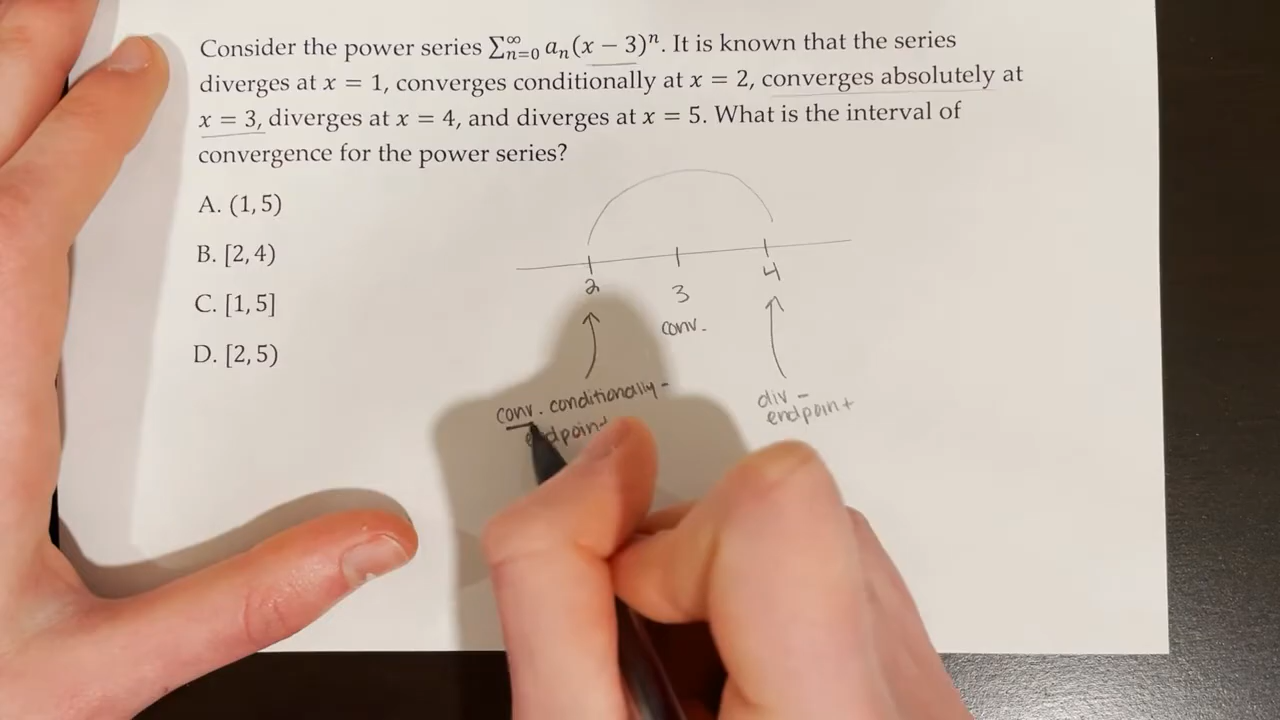 Consider the power series ∑_{n=0}^{∞} a_n(x − 3)^n. It is known that the series
diverges at x = 1, converges conditionally at x = 2, converges absolutely at
x = 3, diverges at x = 4, and diverges at x = 5. What is the interval of
convergence for the power series?
A. (1, 5)
B. [2, 4)
C. [1, 5]
D. [2, 5)
2
3
4
conv.
conv. conditionally -
endpoint
div -
endpoint